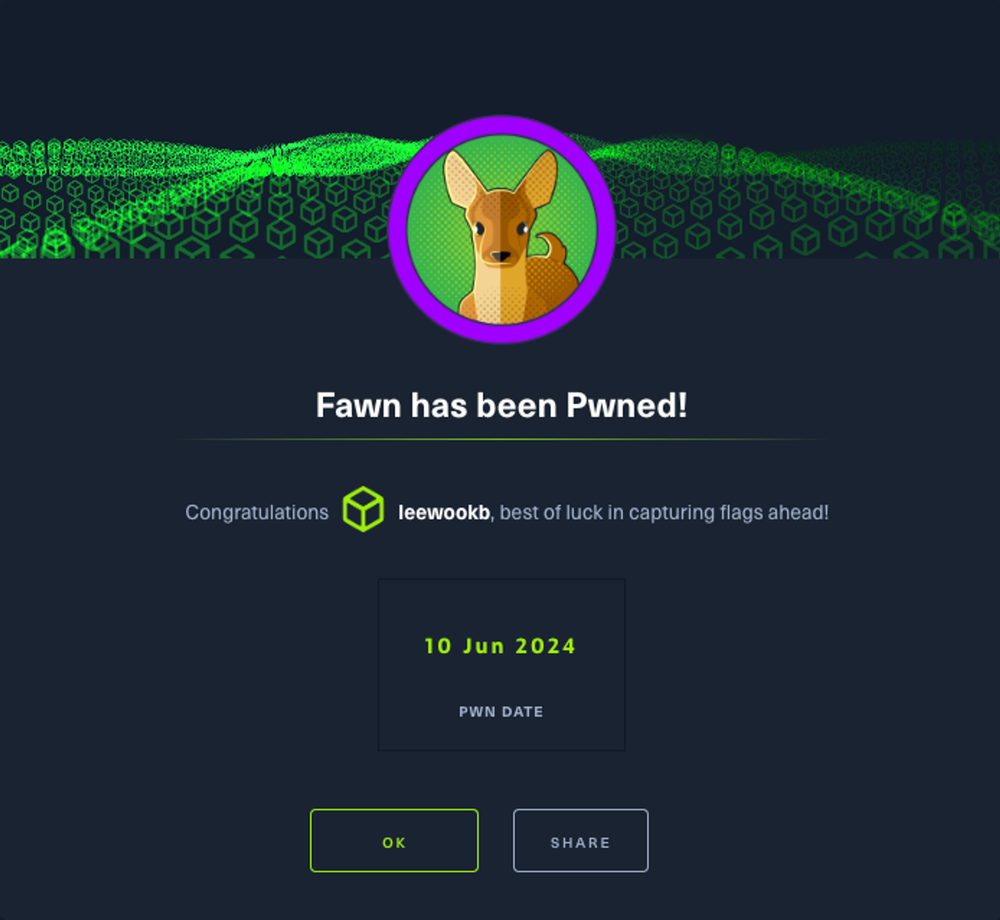 Fawn has been Pwned!
Congratulations leewookb, best of luck in capturing flags ahead!
10 Jun 2024
PWN DATE
OK
SHARE